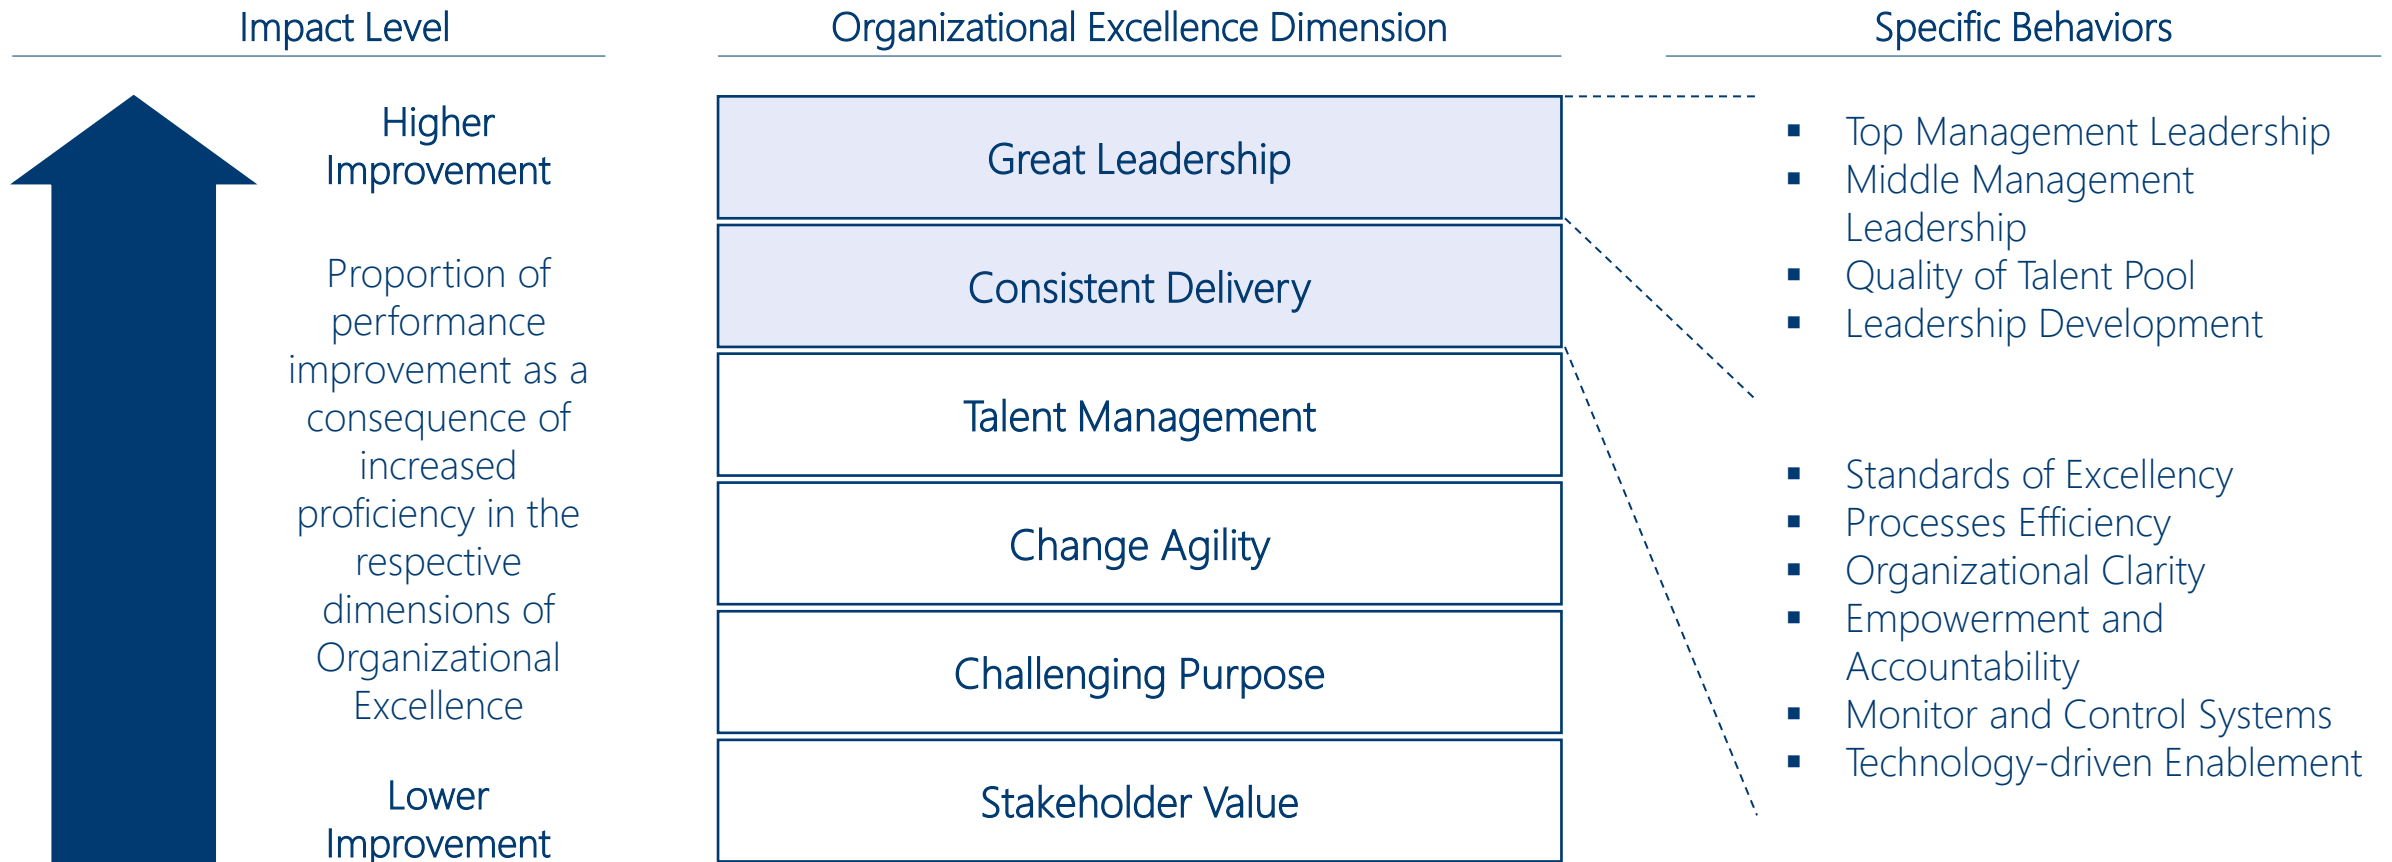 Impact Level
Higher
Improvement
Proportion of
performance
improvement as a
consequence of
increased
proficiency in the
respective
dimensions of
Organizational
Excellence
Lower
Improvement
Organizational Excellence Dimension
Great Leadership
Consistent Delivery
Talent Management
Change Agility
Challenging Purpose
Stakeholder Value
Specific Behaviors
▪ Top Management Leadership
▪ Middle Management
Leadership
▪ Quality of Talent Pool
▪ Leadership Development
▪ Standards of Excellency
▪ Processes Efficiency
▪ Organizational Clarity
▪ Empowerment and
Accountability
▪ Monitor and Control Systems
▪ Technology-driven Enablement